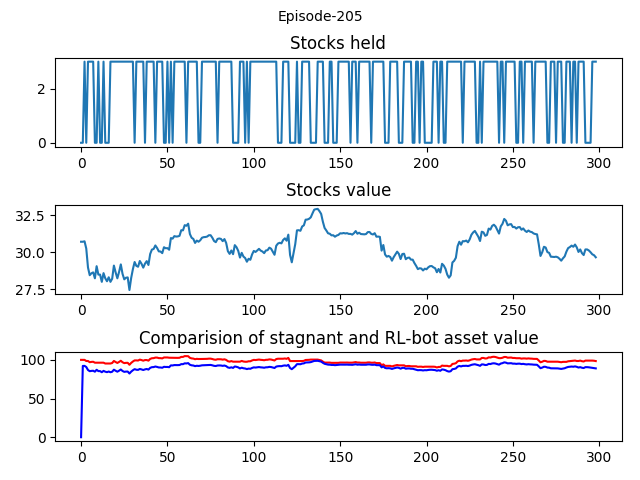 Episode-205
Stocks held
2
0
0 50 100 150 200 250 300
Stocks value
32.5
30.0
27.5
0 50 100 150 200 250 300
Comparision of stagnant and RL-bot asset value
100
50
0
0 50 100 150 200 250 300